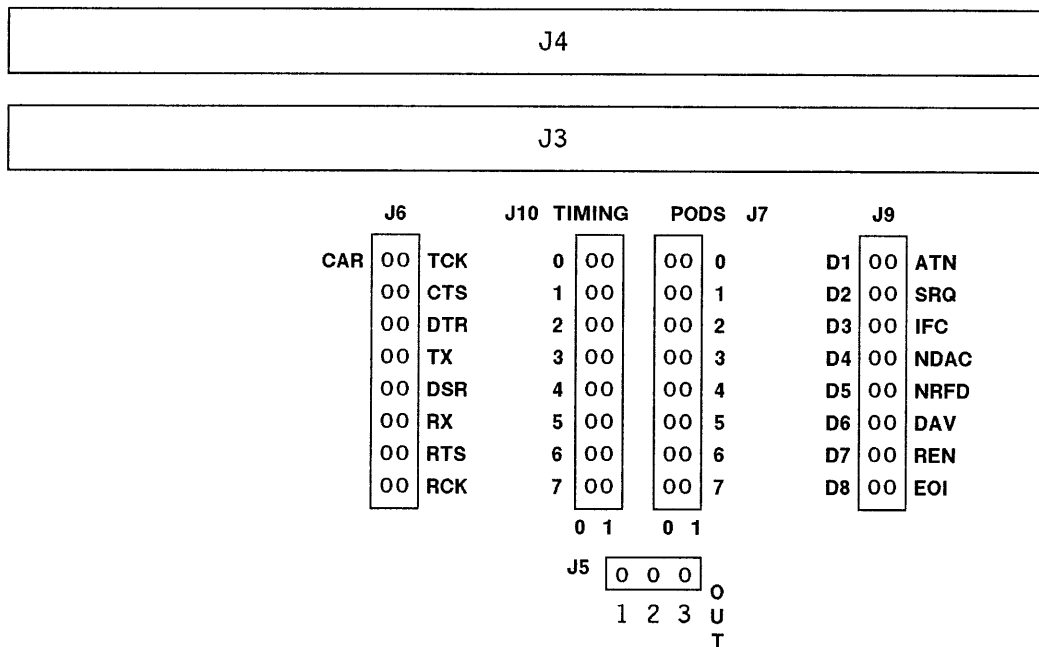 J4
J3
J6 J10 TIMING PODS J7 J9
CAR 00 TCK 0 00 00 0 D1 00 ATN
00 CTS 1 00 00 1 D2 00 SRQ
00 DTR 2 00 00 2 D3 00 IFC
00 TX 3 00 00 3 D4 00 NDAC
00 DSR 4 00 00 4 D5 00 NRFD
00 RX 5 00 00 5 D6 00 DAV
00 RTS 6 00 00 6 D7 00 REN
00 RCK 7 00 00 7 D8 00 EOI
0 1 0 1
J5 0 0 0
1 2 3 OUT